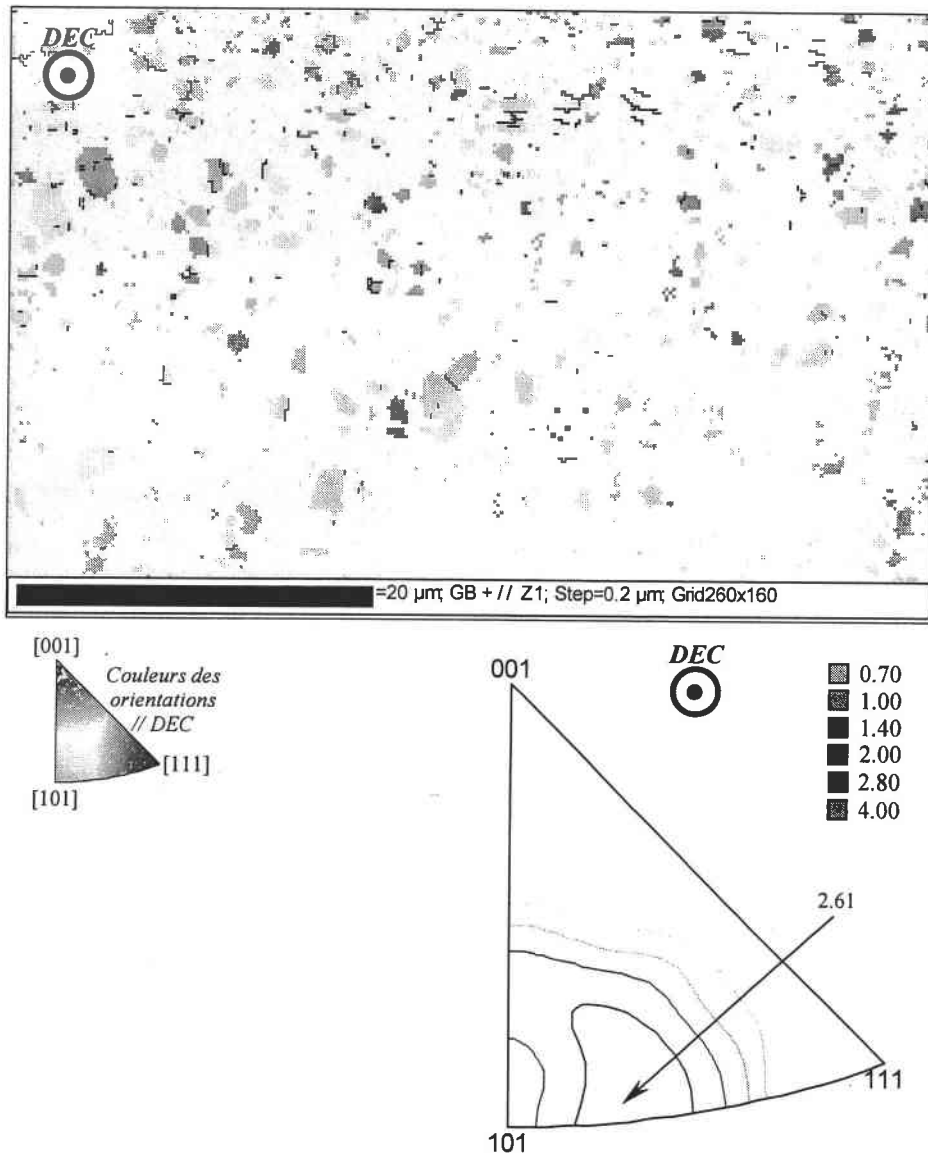 DEC
=20 µm; GB + // Z1; Step=0.2 µm; Grid260x160
[001]
Couleurs des
orientations
// DEC
[111]
[101]
001
DEC
0.70
1.00
1.40
2.00
2.80
4.00
2.61
111
101